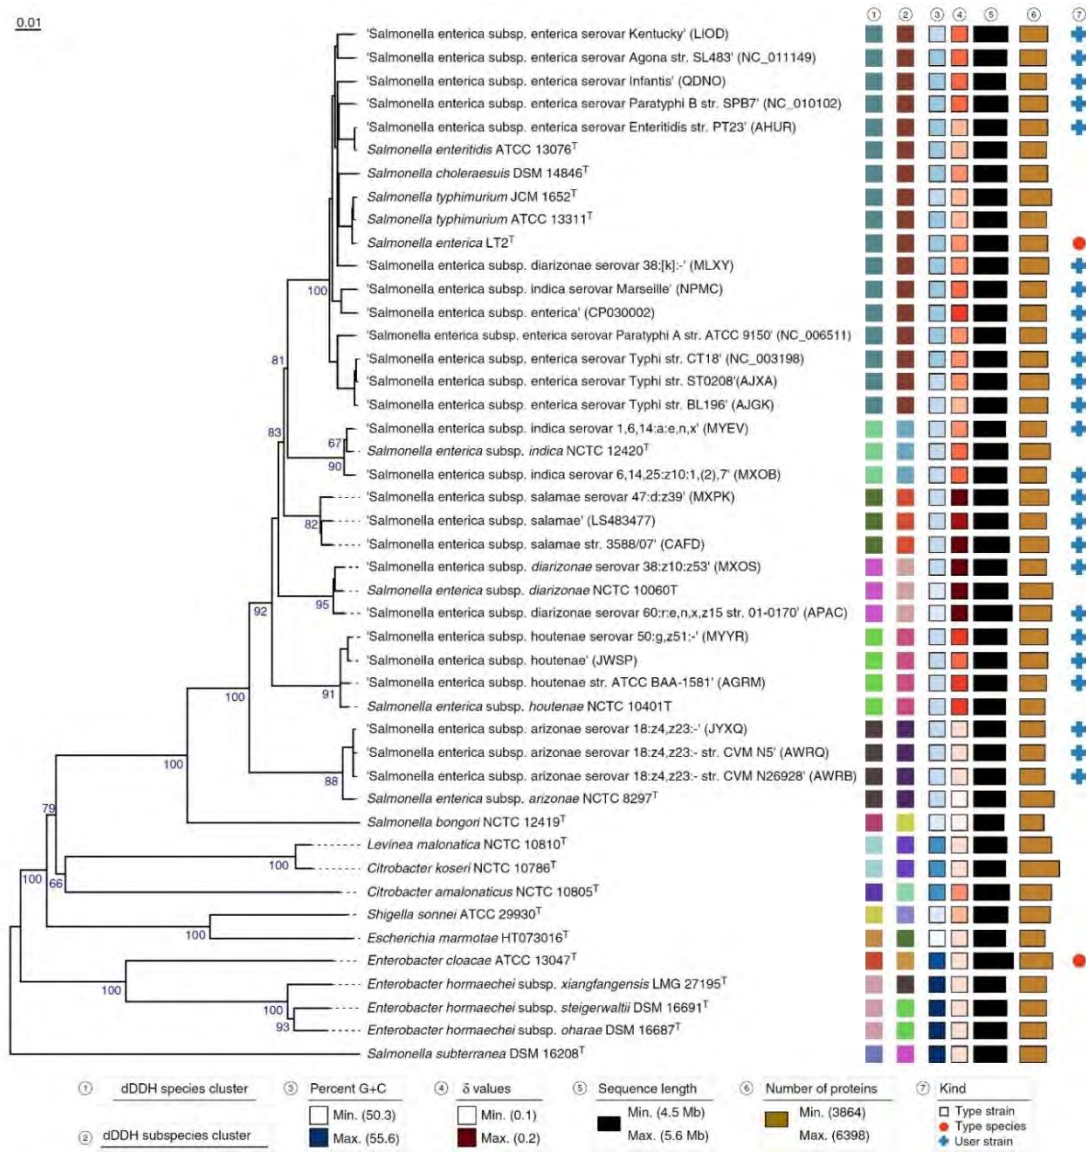 0.01
① ② ③ ④ ⑤ ⑥ ⑦
'Salmonella enterica subsp. enterica serovar Kentucky' (LIOD)
'Salmonella enterica subsp. enterica serovar Agona str. SL483' (NC_011149)
'Salmonella enterica subsp. enterica serovar Infantis' (QDNO)
'Salmonella enterica subsp. enterica serovar Paratyphi B str. SPB7' (NC_010102)
'Salmonella enterica subsp. enterica serovar Enteritidis str. PT23' (AHUR)
Salmonella enteritidis ATCC 13076T
Salmonella choleraesuis DSM 14846T
Salmonella typhimurium JCM 1652T
Salmonella typhimurium ATCC 13311T
Salmonella enterica LT2T
'Salmonella enterica subsp. diarizonae serovar 38:[k]:-' (MLXY)
100 'Salmonella enterica subsp. indica serovar Marseille' (NPMC)
'Salmonella enterica subsp. enterica' (CP030002)
'Salmonella enterica subsp. enterica serovar Paratyphi A str. ATCC 9150' (NC_006511)
81 'Salmonella enterica subsp. enterica serovar Typhi str. CT18' (NC_003198)
'Salmonella enterica subsp. enterica serovar Typhi str. ST0208'(AJXA)
'Salmonella enterica subsp. enterica serovar Typhi str. BL196' (AJGK)
83 'Salmonella enterica subsp. indica serovar 1,6,14:a:e,n,x' (MYEV)
67 Salmonella enterica subsp. indica NCTC 12420T
90 'Salmonella enterica subsp. indica serovar 6,14,25:z10:1,(2),7' (MXOB)
'Salmonella enterica subsp. salamae serovar 47:d:z39' (MXPK)
82 'Salmonella enterica subsp. salamae' (LS483477)
'Salmonella enterica subsp. salamae str. 3588/07' (CAFD)
'Salmonella enterica subsp. diarizonae serovar 38:z10:z53' (MXOS)
Salmonella enterica subsp. diarizonae NCTC 10060T
92 95 'Salmonella enterica subsp. diarizonae serovar 60:r:e,n,x,z15 str. 01-0170' (APAC)
'Salmonella enterica subsp. houtenae serovar 50:g,z51:-' (MYYR)
'Salmonella enterica subsp. houtenae' (JWSP)
100 91 'Salmonella enterica subsp. houtenae str. ATCC BAA-1581' (AGRM)
Salmonella enterica subsp. houtenae NCTC 10401T
'Salmonella enterica subsp. arizonae serovar 18:z4,z23:-' (JYXQ)
'Salmonella enterica subsp. arizonae serovar 18:z4,z23:- str. CVM N5' (AWRQ)
100 88 'Salmonella enterica subsp. arizonae serovar 18:z4,z23:- str. CVM N26928' (AWRB)
Salmonella enterica subsp. arizonae NCTC 8297T
79 Salmonella bongori NCTC 12419T
Levinea malonatica NCTC 10810T
100 Citrobacter koseri NCTC 10786T
100 66 Citrobacter amalonaticus NCTC 10805T
Shigella sonnei ATCC 29930T
100 Escherichia marmotae HT073016T
Enterobacter cloacae ATCC 13047T
100 Enterobacter hormaechei subsp. xiangfangensis LMG 27195T
100 Enterobacter hormaechei subsp. steigerwaltii DSM 16691T
93 Enterobacter hormaechei subsp. oharae DSM 16687T
Salmonella subterranea DSM 16208T
① dDDH species cluster
② dDDH subspecies cluster
③ Percent G+C
Min. (50.3)
Max. (55.6)
④ δ values
Min. (0.1)
Max. (0.2)
⑤ Sequence length
Min. (4.5 Mb)
Max. (5.6 Mb)
⑥ Number of proteins
Min. (3864)
Max. (6398)
⑦ Kind
Type strain
Type species
User strain